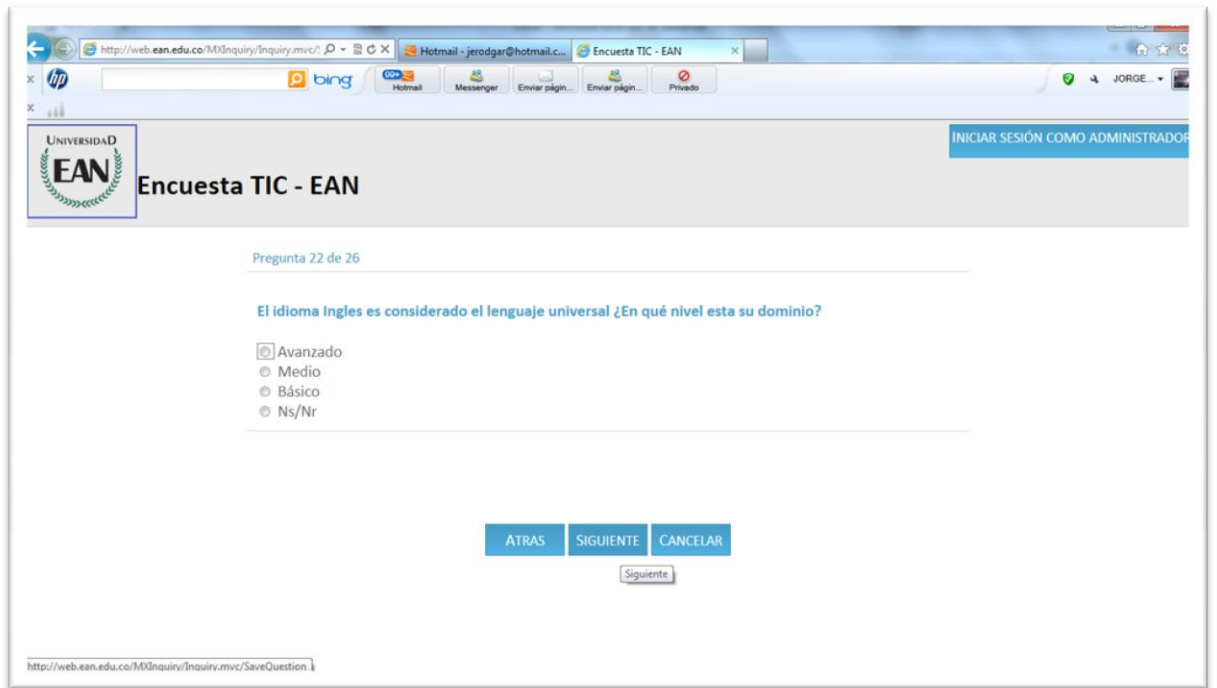 http://web.ean.edu.co/MXInquiry/Inquiry.mvc/
Hotmail - jerodgar@hotmail.c...
Encuesta TIC - EAN
hp
bing
99+
Hotmail
Messenger
Enviar págin...
Enviar págin...
Privado
JORGE...
UNIVERSIDAD
EAN
Encuesta TIC - EAN
INICIAR SESIÓN COMO ADMINISTRADOR
Pregunta 22 de 26
El idioma Ingles es considerado el lenguaje universal ¿En qué nivel esta su dominio?
Avanzado
Medio
Básico
Ns/Nr
ATRAS
SIGUIENTE
CANCELAR
Siguiente
http://web.ean.edu.co/MXInquiry/Inquiry.mvc/SaveQuestion